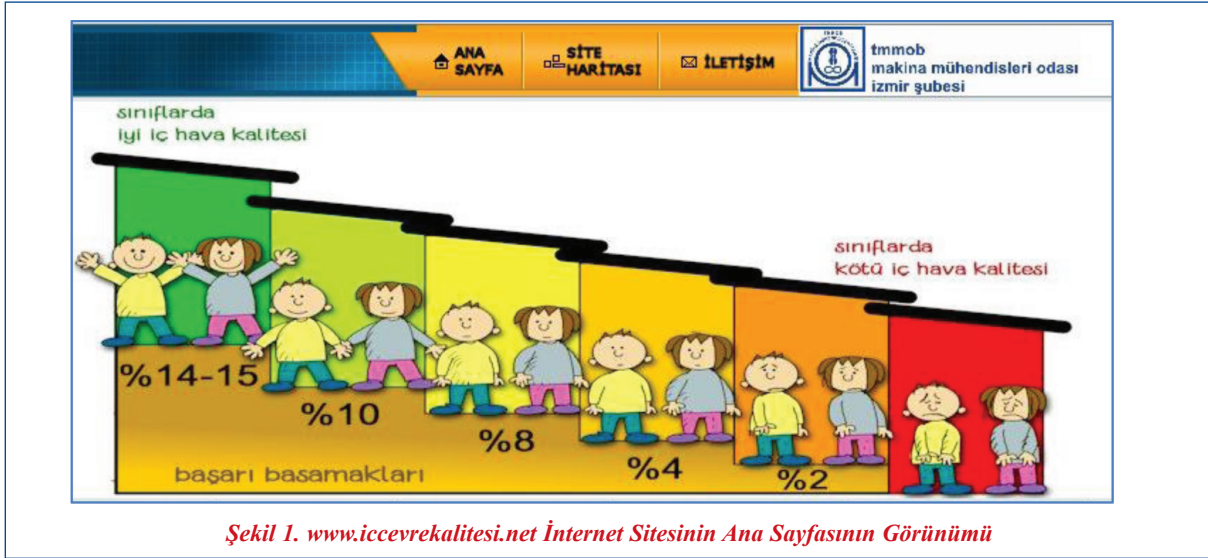 ANA
SAYFA
SİTE
HARİTASI
İLETİŞİM
tmmob
makina mühendisleri odası
izmir şubesi
sınıflarda
iyi iç hava kalitesi
sınıflarda
kötü iç hava kalitesi
%14-15
%10
%8
%4
%2
başarı basamakları
Şekil 1. www.iccevrekalitesi.net İnternet Sitesinin Ana Sayfasının Görünümü